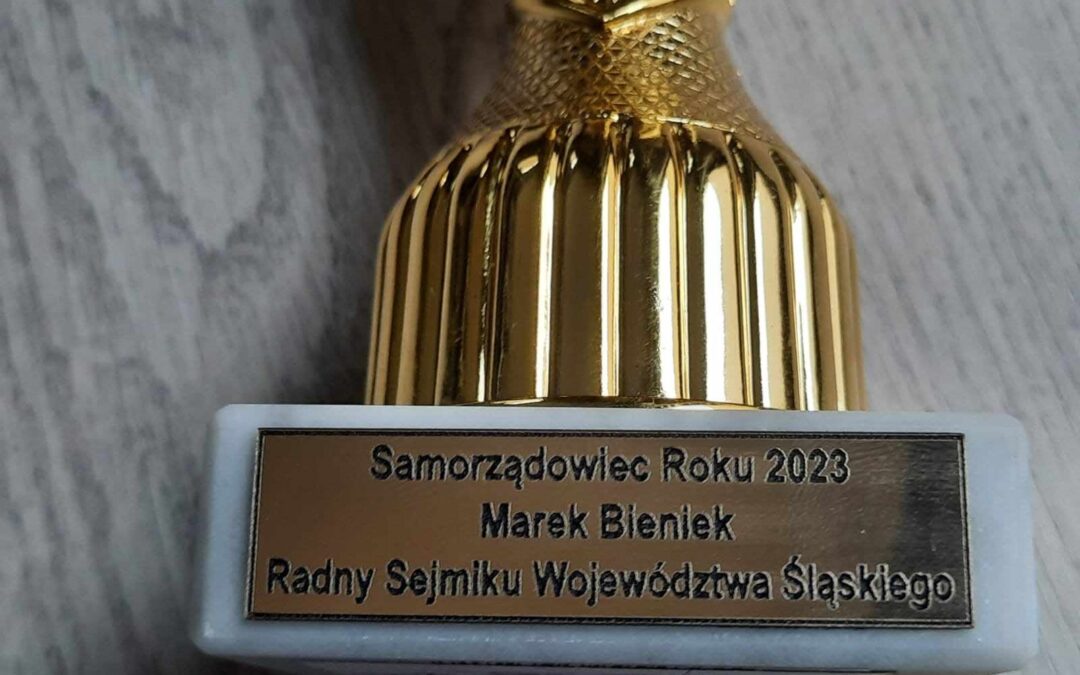 Samorządowiec Roku 2023
Marek Bieniek
Radny Sejmiku Województwa Śląskiego